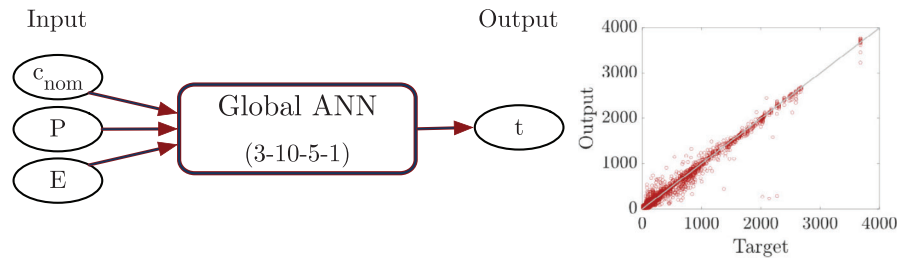 Input
Output
c_nom
P
E
Global ANN
(3-10-5-1)
t
4000
3000
2000
1000
0
Output
0
1000
2000
3000
4000
Target